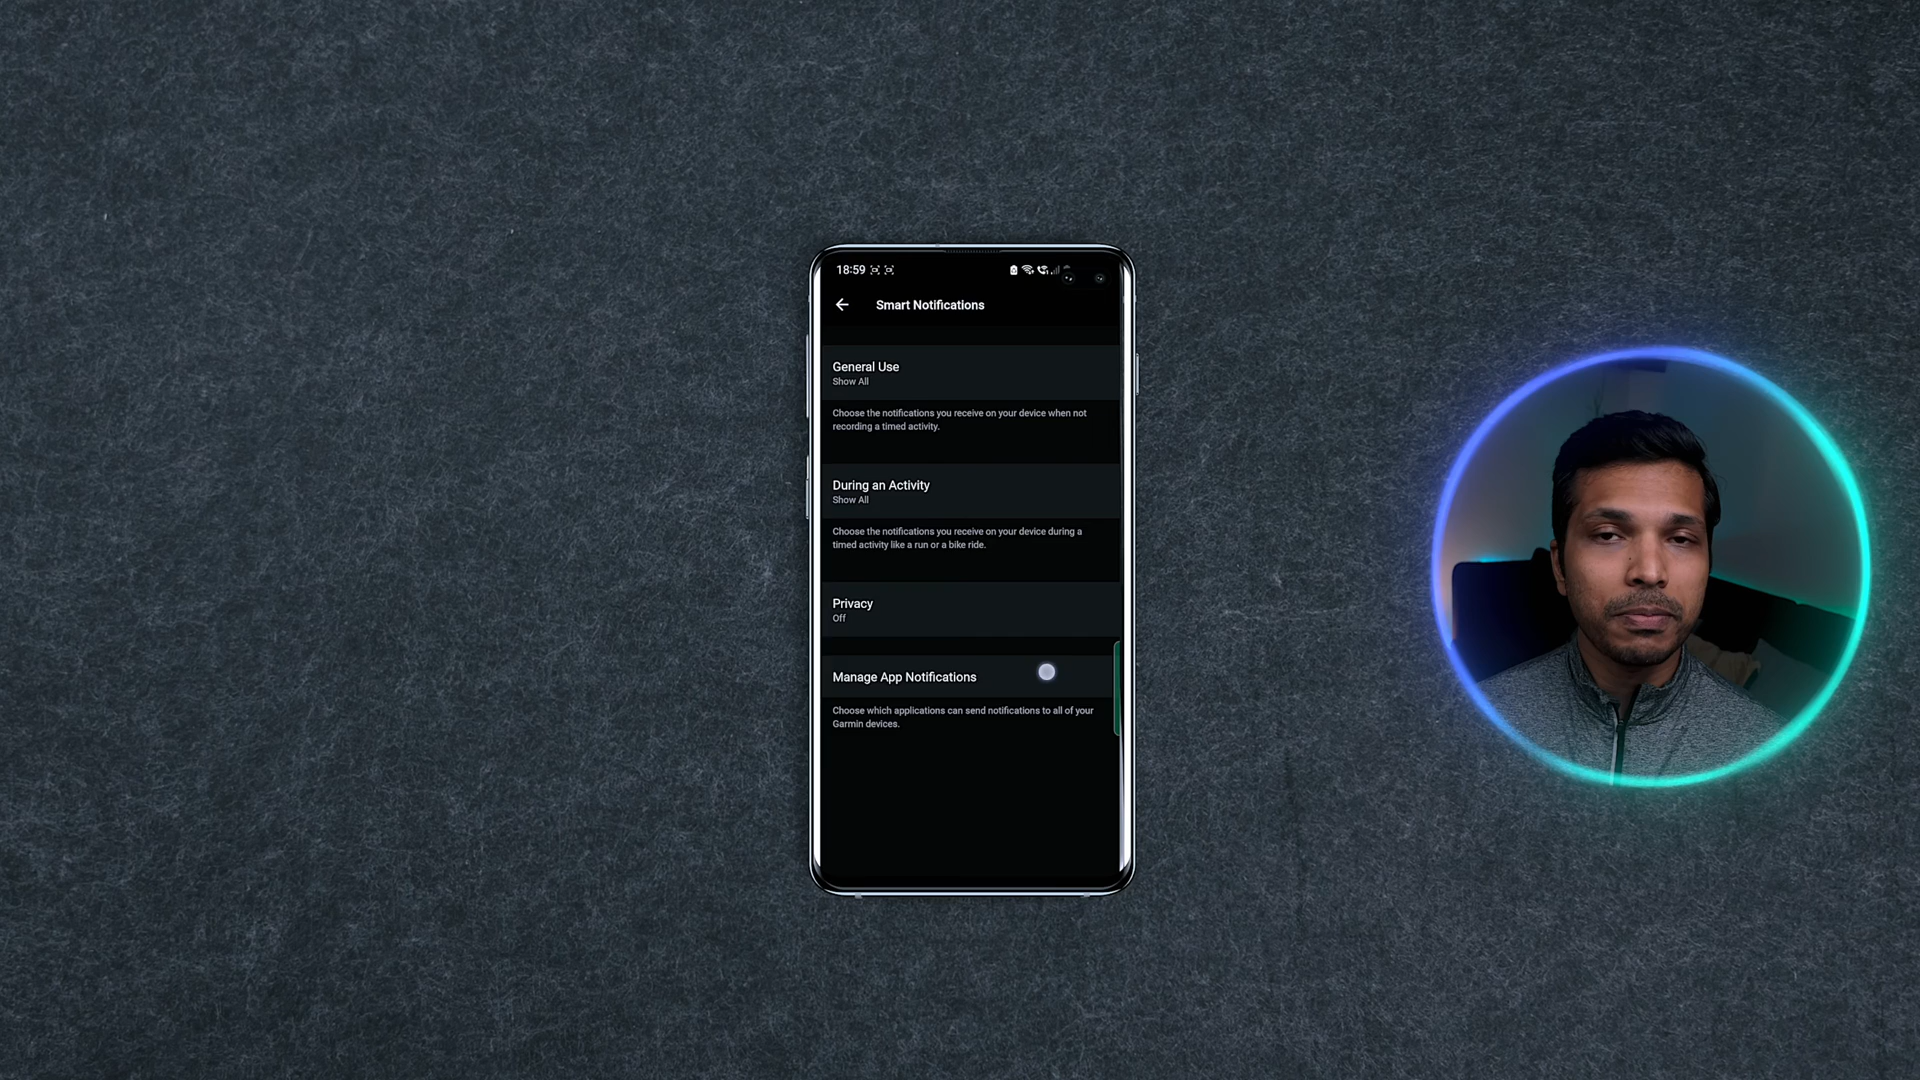 18:59
Smart Notifications
General Use
Show All
Choose the notifications you receive on your device when not
recording a timed activity.
During an Activity
Show All
Choose the notifications you receive on your device during a
timed activity like a run or a bike ride.
Privacy
Off
Manage App Notifications
Choose which applications can send notifications to all of your
Garmin devices.